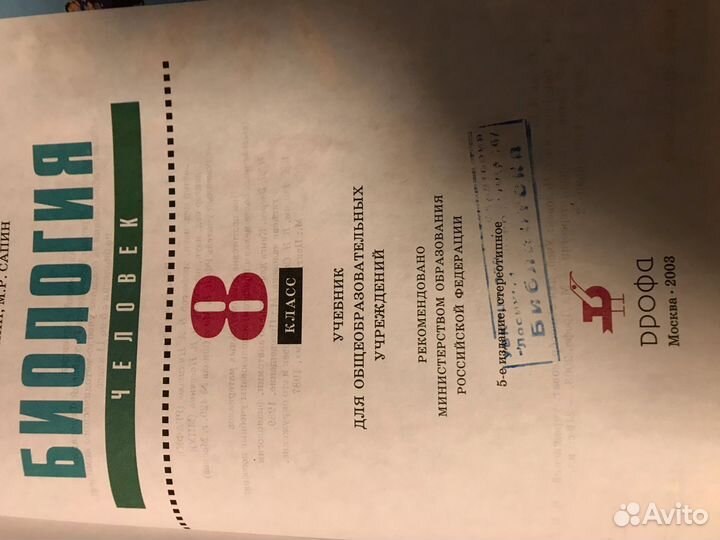 М.Р. САПИН
БИОЛОГИЯ
ЧЕЛОВЕК
8
КЛАСС
УЧЕБНИК
ДЛЯ ОБЩЕОБРАЗОВАТЕЛЬНЫХ
УЧРЕЖДЕНИЙ
РЕКОМЕНДОВАНО
МИНИСТЕРСТВОМ ОБРАЗОВАНИЯ
РОССИЙСКОЙ ФЕДЕРАЦИИ
5-е издание, стереотипное
Библиотека
ДРОФА
Москва • 2003
Avito